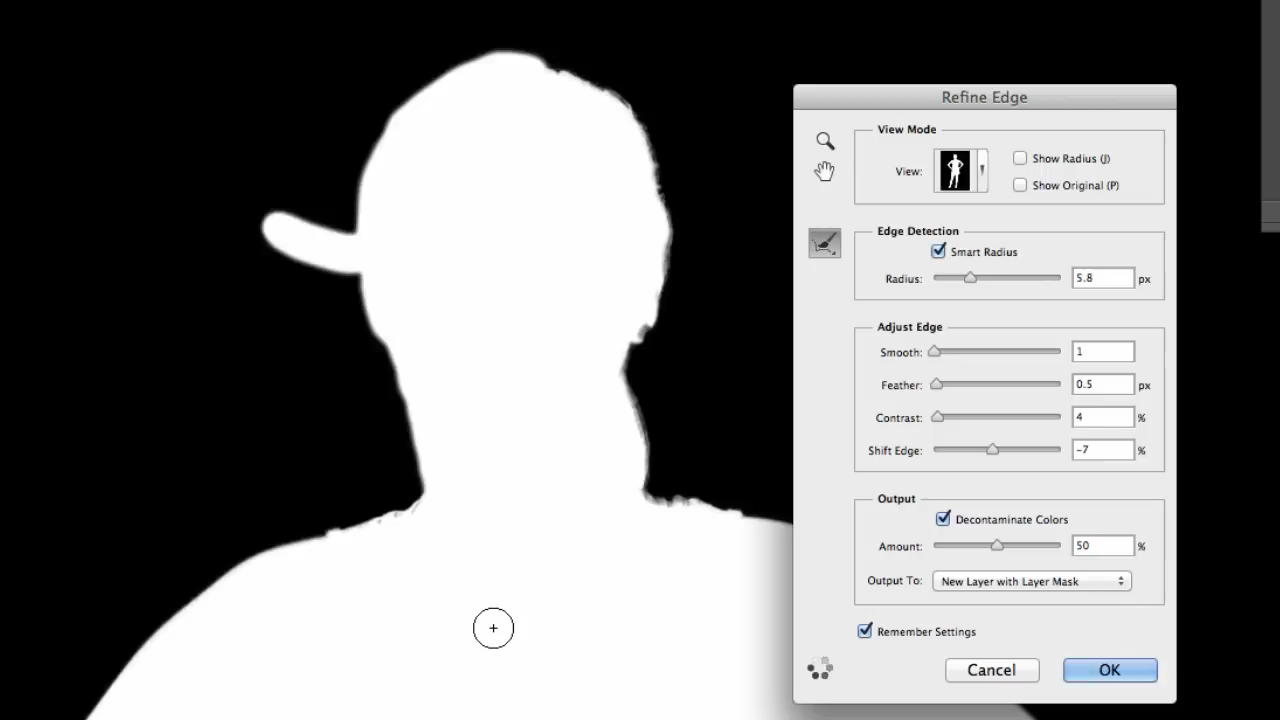 Refine Edge
View Mode
View:
Show Radius (J)
Show Original (P)
Edge Detection
Smart Radius
Radius: 5.8 px
Adjust Edge
Smooth: 1
Feather: 0.5 px
Contrast: 4 %
Shift Edge: -7 %
Output
Decontaminate Colors
Amount: 50 %
Output To: New Layer with Layer Mask
Remember Settings
Cancel OK